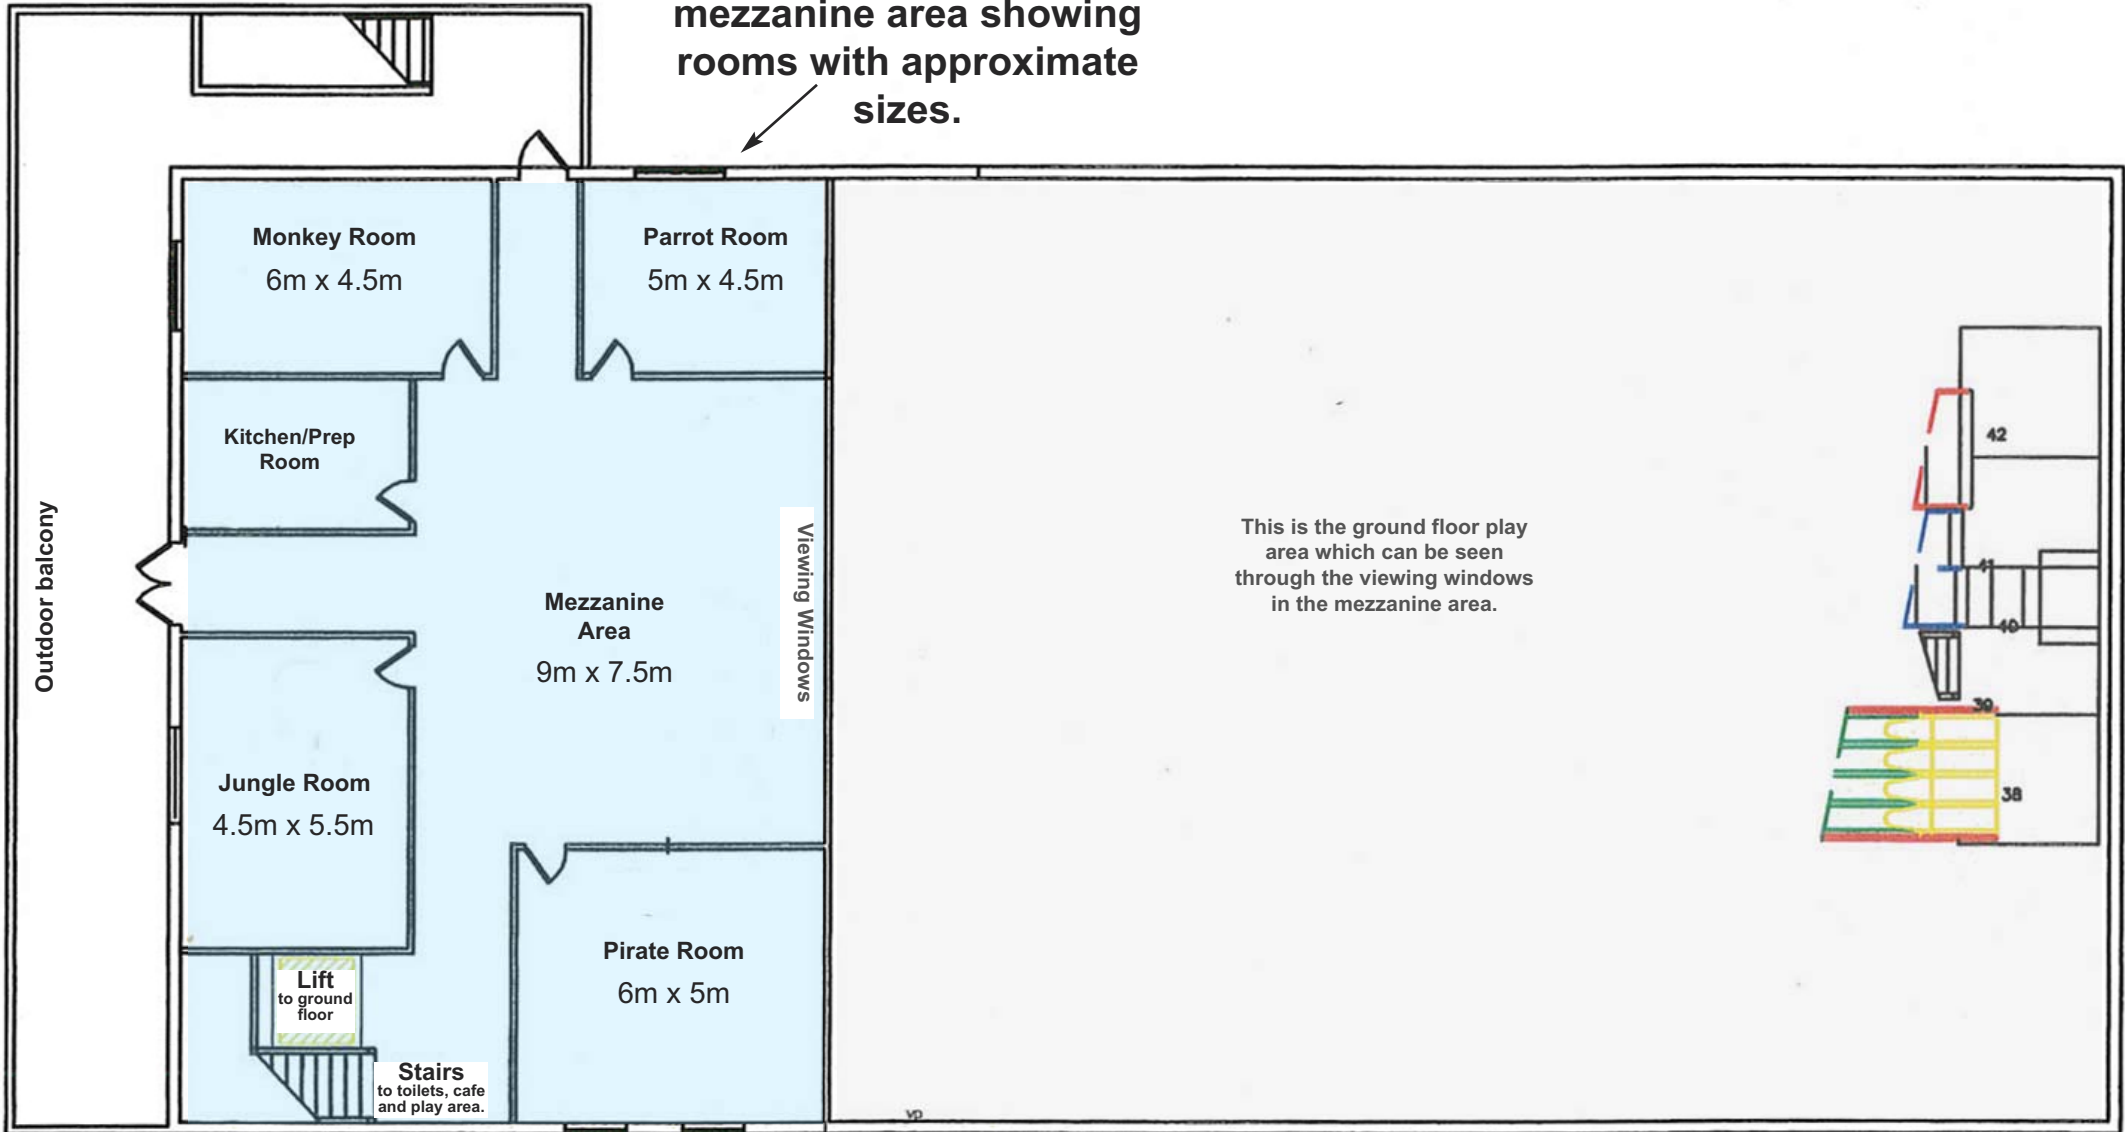 mezzanine area showing
rooms with approximate
sizes.
Monkey Room
6m x 4.5m
Parrot Room
5m x 4.5m
Kitchen/Prep
Room
Outdoor balcony
Viewing Windows
Mezzanine
Area
9m x 7.5m
This is the ground floor play
area which can be seen
through the viewing windows
in the mezzanine area.
42
41
40
39
38
Jungle Room
4.5m x 5.5m
Pirate Room
6m x 5m
Lift
to ground
floor
Stairs
to toilets, cafe
and play area.
vp